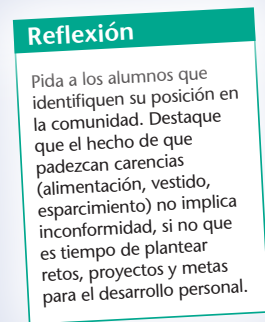 Reflexión
Pida a los alumnos que
identifiquen su posición en
la comunidad. Destaque
que el hecho de que
padezcan carencias
(alimentación, vestido,
esparcimiento) no implica
inconformidad, si no que
es tiempo de plantear
retos, proyectos y metas
para el desarrollo personal.